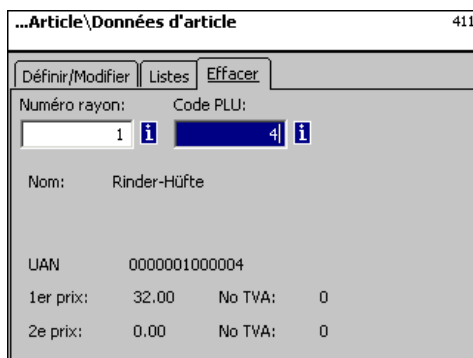 ...Article\Données d'article 411
Définir/Modifier Listes Effacer
Numéro rayon: Code PLU:
1 i 4 i
Nom: Rinder-Hüfte
UAN 0000001000004
1er prix: 32.00 No TVA: 0
2e prix: 0.00 No TVA: 0